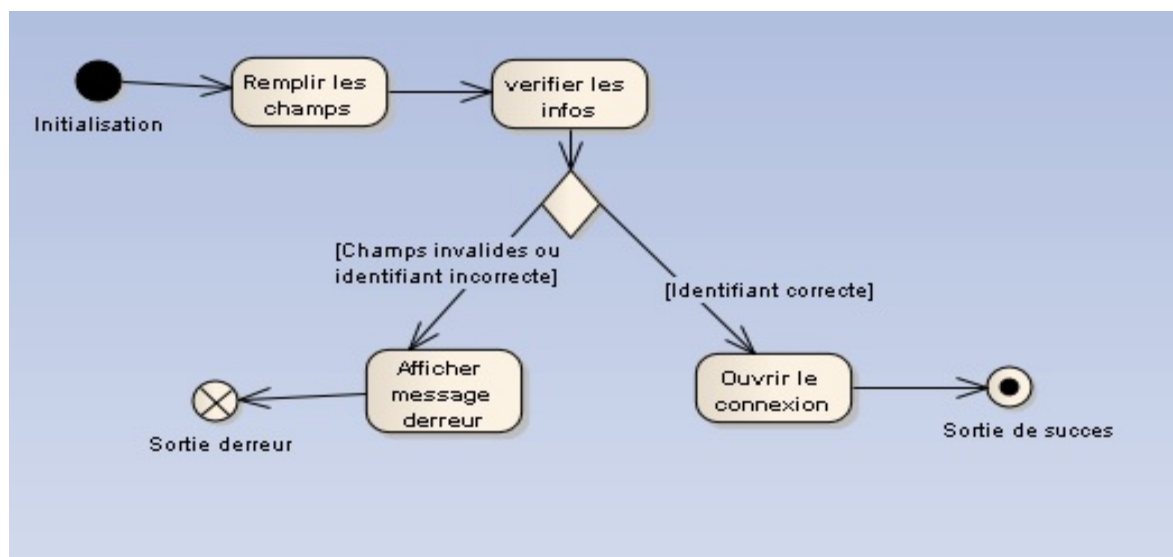 Initialisation
Remplir les
champs
verifier les
infos
[Champs invalides ou
identifiant incorrecte]
[Identifiant correcte]
Afficher
message
derreur
Sortie derreur
Ouvrir le
connexion
Sortie de succes